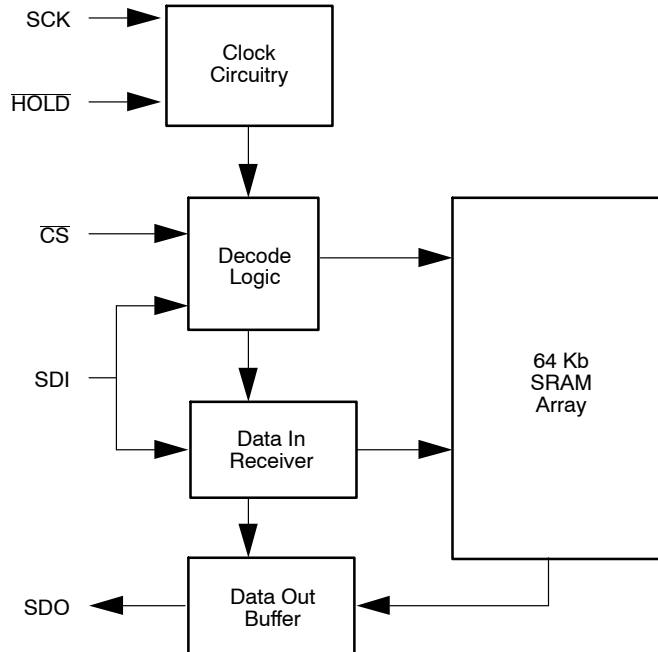 SCK
Clock
Circuitry
HOLD
CS
Decode
Logic
SDI
64 Kb
SRAM
Array
Data In
Receiver
SDO
Data Out
Buffer